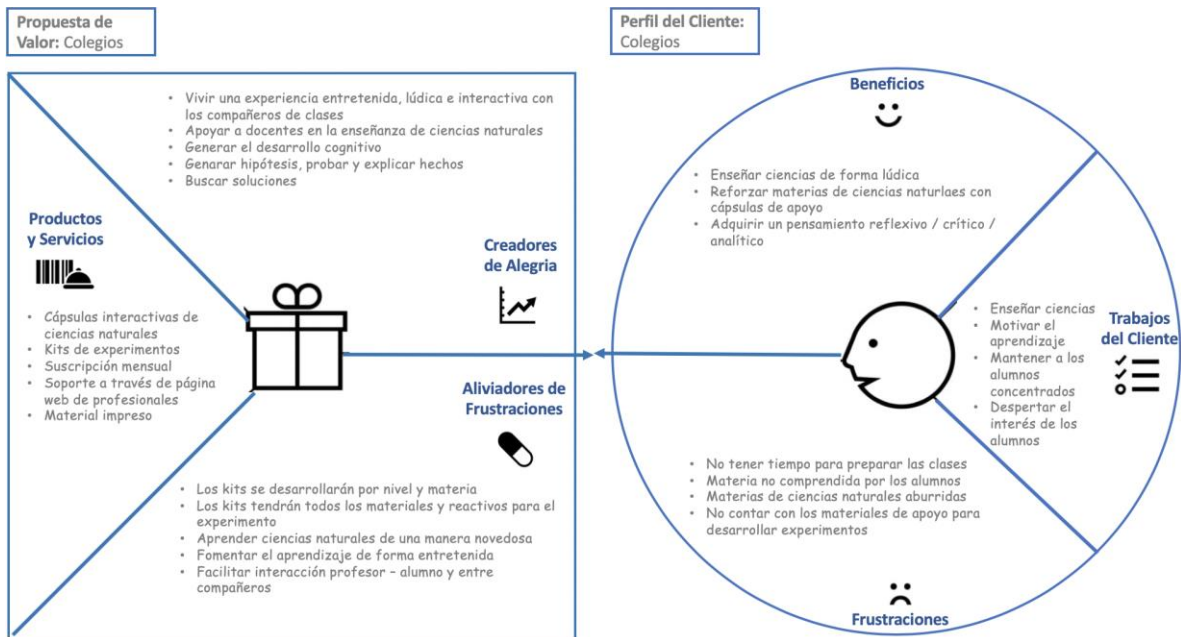 Propuesta de
Valor: Colegios
• Vivir una experiencia entretenida, lúdica e interactiva con
los compañeros de clases
• Apoyar a docentes en la enseñanza de ciencias naturales
• Generar el desarrollo cognitivo
• Genarar hipótesis, probar y explicar hechos
• Buscar soluciones
Productos
y Servicios
• Cápsulas interactivas de
ciencias naturales
• Kits de experimentos
• Suscripción mensual
• Soporte a través de página
web de profesionales
• Material impreso
Creadores
de Alegria
Aliviadores de
Frustraciones
• Los kits se desarrollarán por nivel y materia
• Los kits tendrán todos los materiales y reactivos para el
experimento
• Aprender ciencias naturales de una manera novedosa
• Fomentar el aprendizaje de forma entretenida
• Facilitar interacción profesor – alumno y entre
compañeros
Perfil del Cliente:
Colegios
Beneficios
• Enseñar ciencias de forma lúdica
• Reforzar materias de ciencias naturlaes con
cápsulas de apoyo
• Adquirir un pensamiento reflexivo / crítico /
analítico
• Enseñar ciencias
• Motivar el
aprendizaje
• Mantener a los
alumnos
concentrados
• Despertar el
interés de los
alumnos
Trabajos
del Cliente
• No tener tiempo para preparar las clases
• Materia no comprendida por los alumnos
• Materias de ciencias naturales aburridas
• No contar con los materiales de apoyo para
desarrollar experimentos
Frustraciones